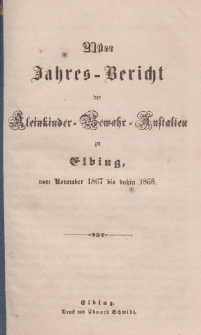 Jahres-Bericht
der
Kleinkinder-Bewahr-Anstalten
zu
Elbing,
vom November 1867 bis dahin 1868.
Elbing.
Druck von Eduard Schmidt.